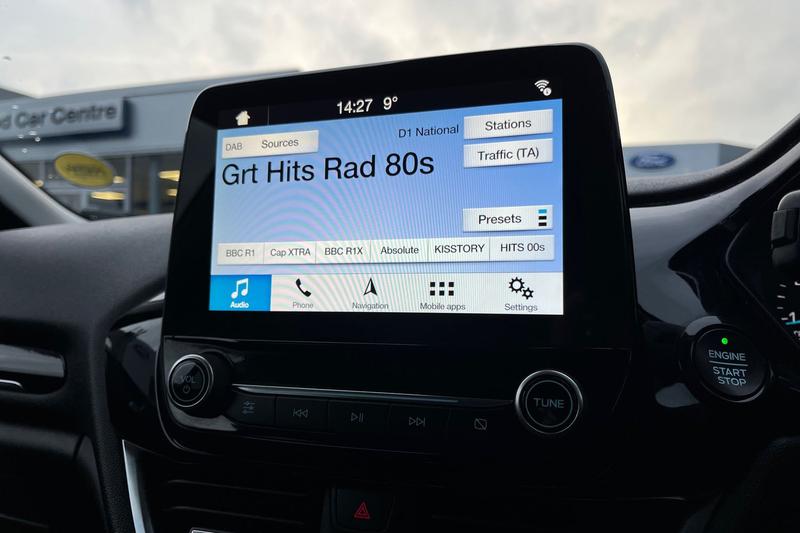 d Car Centre
Ford
14:27 9°
DAB Sources
D1 National
Stations
Traffic (TA)
Grt Hits Rad 80s
Presets
BBC R1
Cap XTRA
BBC R1X
Absolute
KISSTORY
HITS 00s
Audio
Phone
Navigation
Mobile apps
Settings
VOL
TUNE
ENGINE
START
STOP